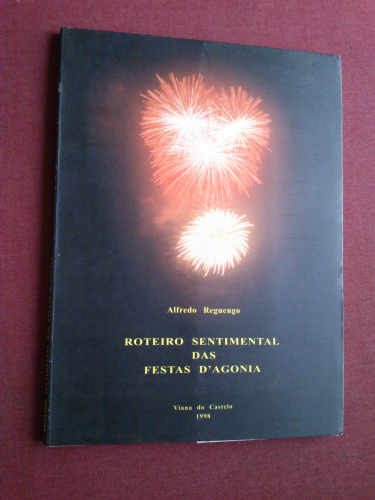 Alfredo Reguengo
ROTEIRO SENTIMENTAL
DAS
FESTAS D'AGONIA
Viana do Castelo
1998